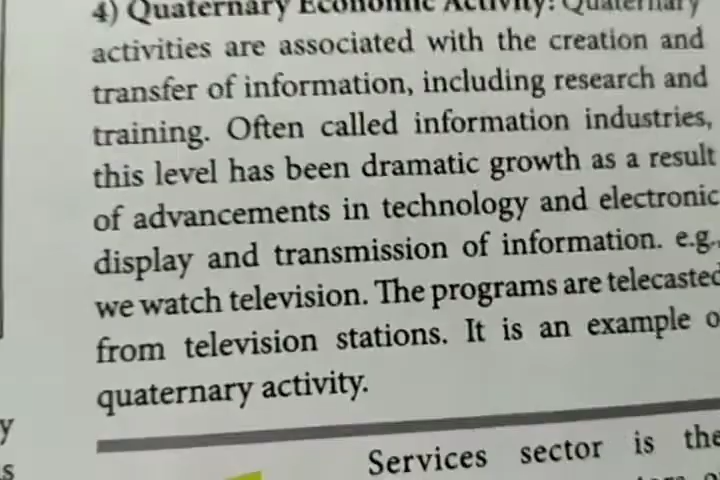 4) Quaternary Economic Activity: Quaternary
activities are associated with the creation and
transfer of information, including research and
training. Often called information industries,
this level has been dramatic growth as a result
of advancements in technology and electronic
display and transmission of information. e.g.,
we watch television. The programs are telecasted
from television stations. It is an example o
quaternary activity.
y
s
Services sector is the